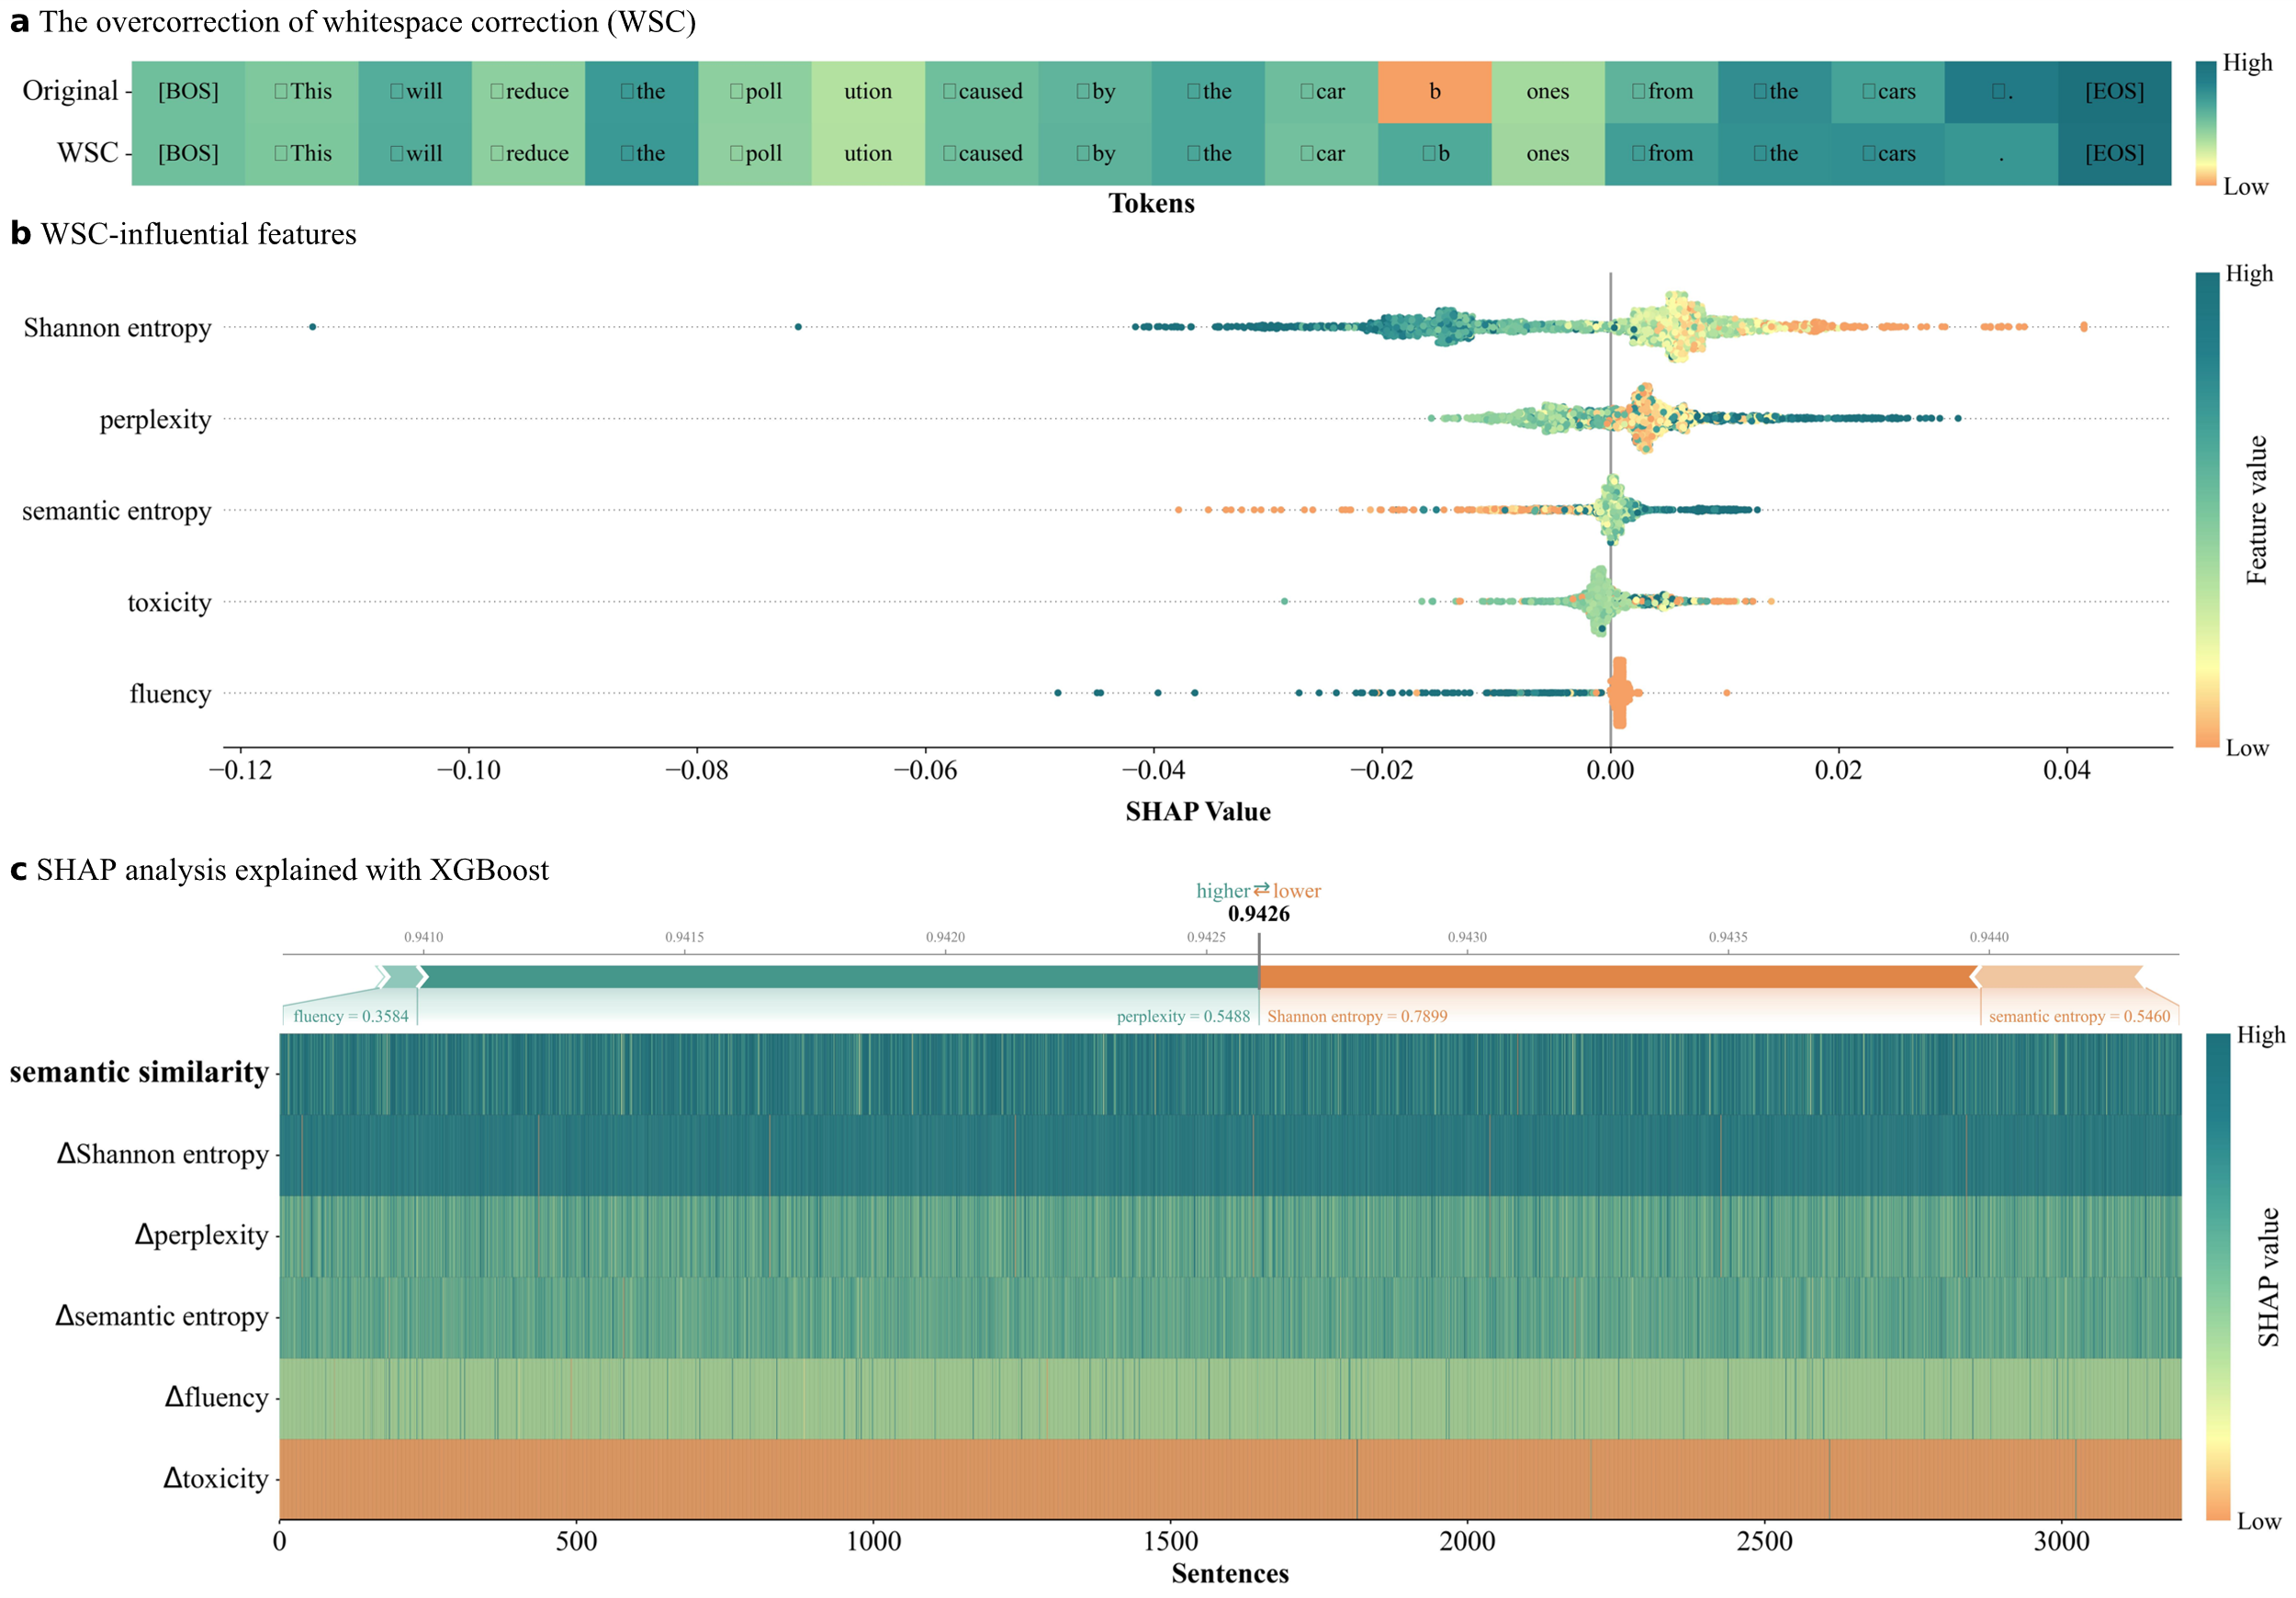 a The overcorrection of whitespace correction (WSC)
Original [BOS] □This □will □reduce □the □poll ution □caused □by □the □car b ones □from □the □cars □. [EOS] High
WSC [BOS] □This □will □reduce □the □poll ution □caused □by □the □car □b ones □from □the □cars . [EOS] Low
Tokens
b WSC-influential features
High
Shannon entropy
perplexity
semantic entropy
Feature value
toxicity
fluency
Low
−0.12 −0.10 −0.08 −0.06 −0.04 −0.02 0.00 0.02 0.04
SHAP Value
c SHAP analysis explained with XGBoost
higher⇄lower
0.9426
0.9410 0.9415 0.9420 0.9425 0.9430 0.9435 0.9440
fluency = 0.3584 perplexity = 0.5488 Shannon entropy = 0.7899 semantic entropy = 0.5460
High
semantic similarity
ΔShannon entropy
Δperplexity
Δsemantic entropy
SHAP value
Δfluency
Δtoxicity
Low
0 500 1000 1500 2000 2500 3000
Sentences